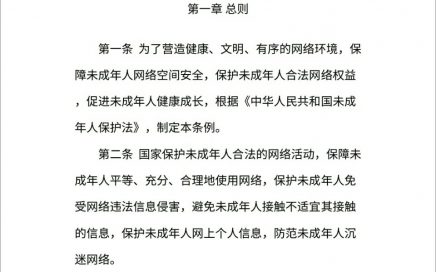 第一章 总则
第一条 为了营造健康、文明、有序的网络环境，保
障未成年人网络空间安全，保护未成年人合法网络权益
，促进未成年人健康成长，根据《中华人民共和国未成
年人保护法》，制定本条例。
第二条 国家保护未成年人合法的网络活动，保障未
成年人平等、充分、合理地使用网络，保护未成年人免
受网络违法信息侵害，避免未成年人接触不适宜其接触
的信息，保护未成年人网上个人信息，防范未成年人沉
迷网络。